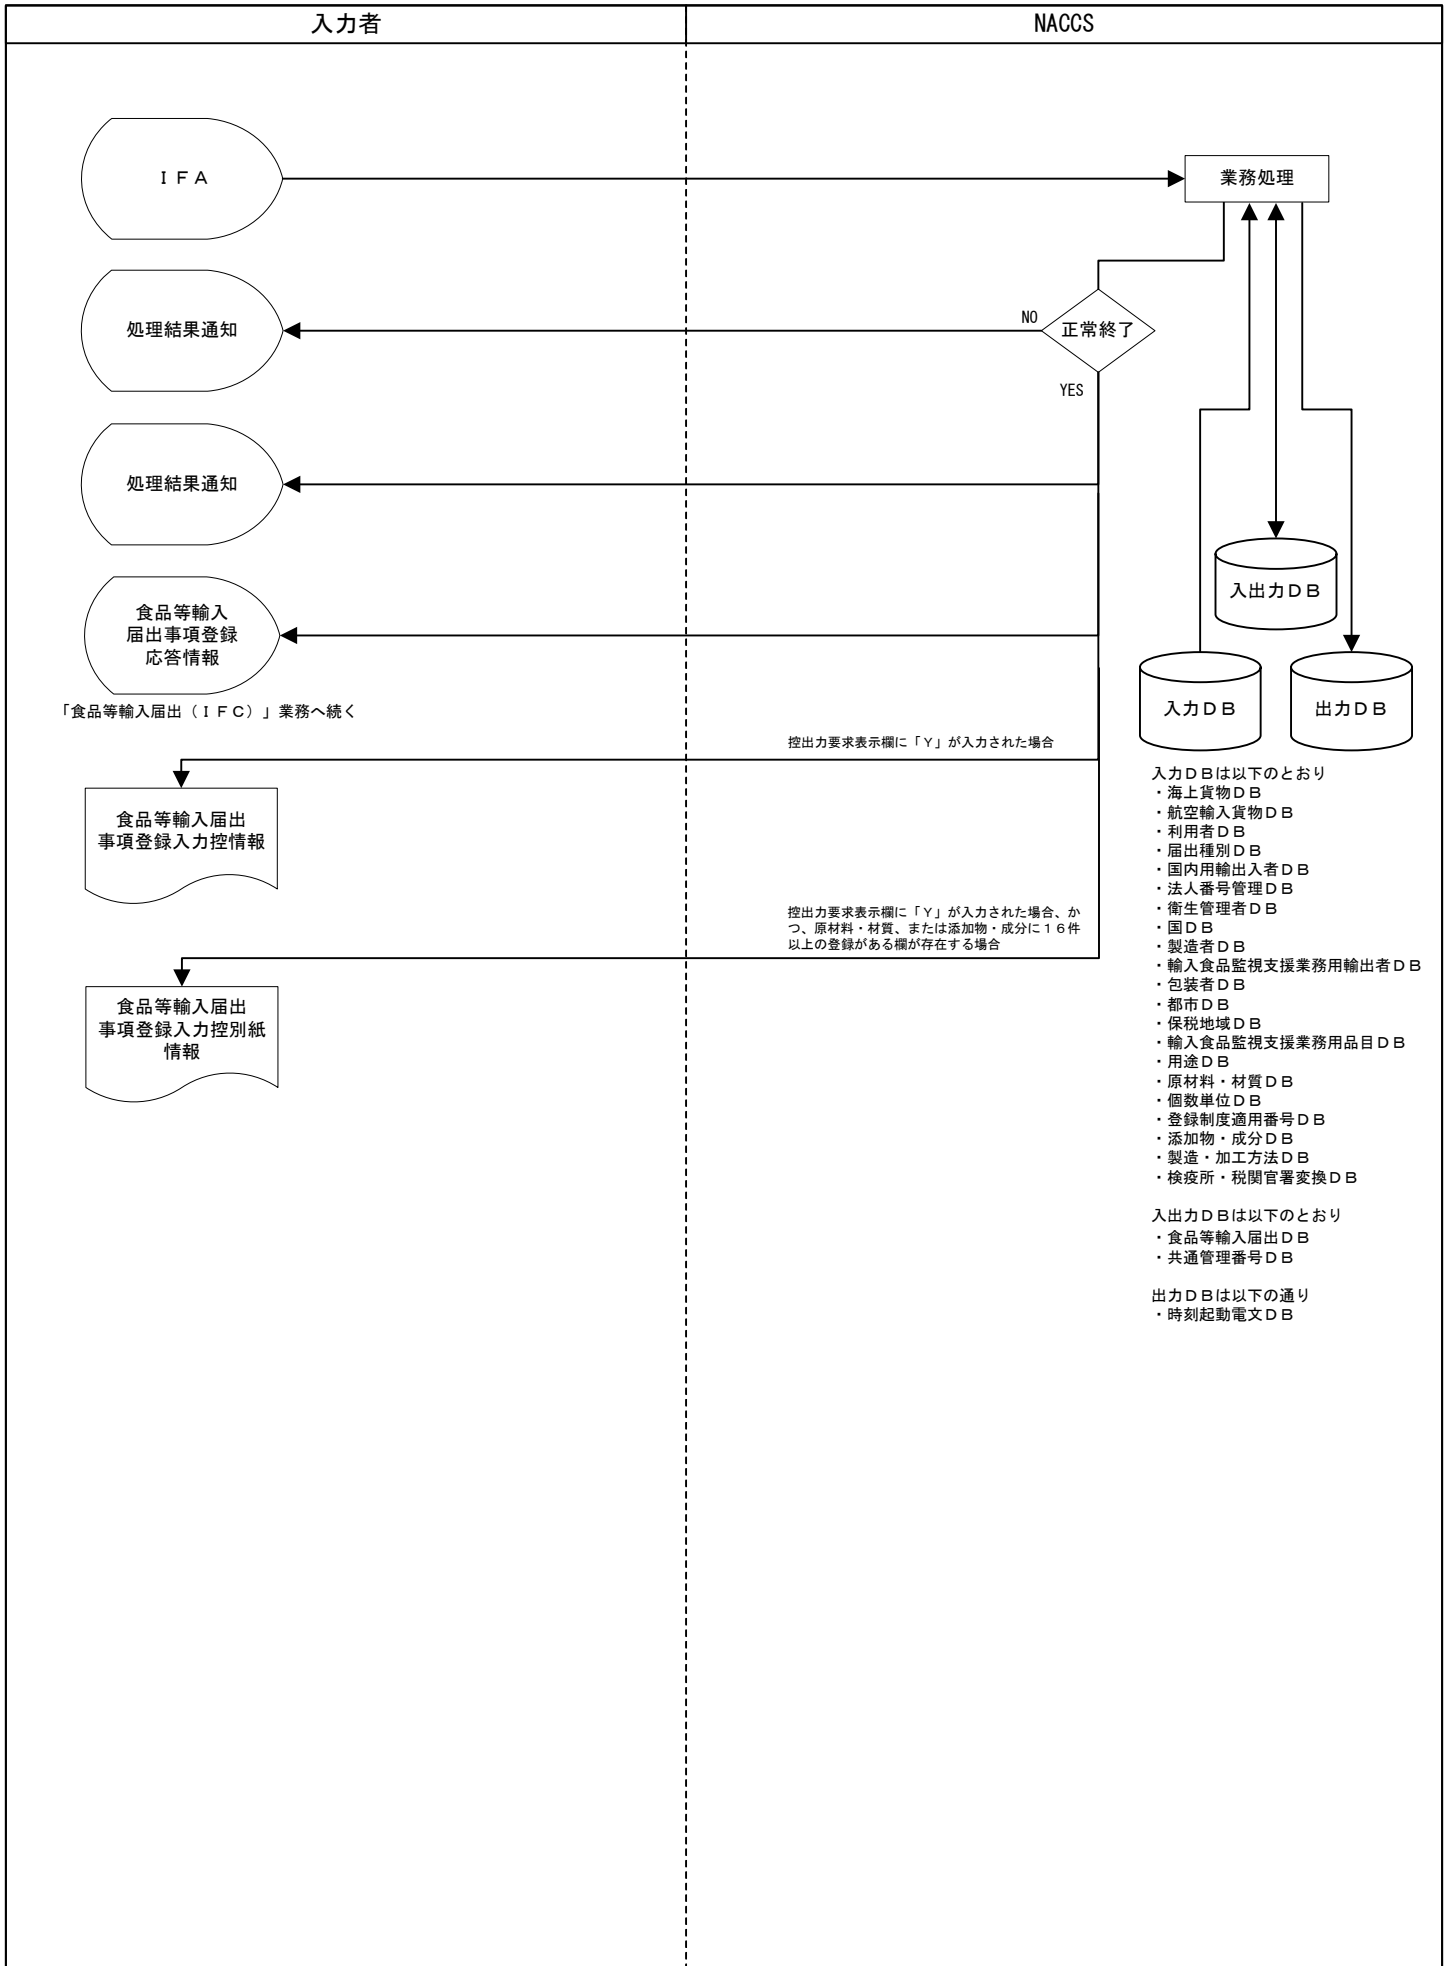 入力者
NACCS
ＩＦＡ
業務処理
処理結果通知
NO
正常終了
YES
処理結果通知
食品等輸入
届出事項登録
応答情報
「食品等輸入届出（ＩＦＣ）」業務へ続く
入出力ＤＢ
入力ＤＢ
出力ＤＢ
控出力要求表示欄に「Ｙ」が入力された場合
食品等輸入届出
事項登録入力控情報
控出力要求表示欄に「Ｙ」が入力された場合、か
つ、原材料・材質、または添加物・成分に１６件
以上の登録がある欄が存在する場合
食品等輸入届出
事項登録入力控別紙
情報
入力ＤＢは以下のとおり
・海上貨物ＤＢ
・航空輸入貨物ＤＢ
・利用者ＤＢ
・届出種別ＤＢ
・国内用輸出入者ＤＢ
・法人番号管理ＤＢ
・衛生管理者ＤＢ
・国ＤＢ
・製造者ＤＢ
・輸入食品監視支援業務用輸出者ＤＢ
・包装者ＤＢ
・都市ＤＢ
・保税地域ＤＢ
・輸入食品監視支援業務用品目ＤＢ
・用途ＤＢ
・原材料・材質ＤＢ
・個数単位ＤＢ
・登録制度適用番号ＤＢ
・添加物・成分ＤＢ
・製造・加工方法ＤＢ
・検疫所・税関官署変換ＤＢ
入出力ＤＢは以下のとおり
・食品等輸入届出ＤＢ
・共通管理番号ＤＢ
出力ＤＢは以下の通り
・時刻起動電文ＤＢ